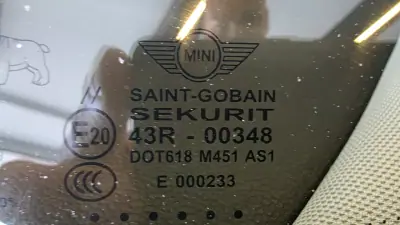 MINI
SAINT-GOBAIN
SEKURIT
E20 43R - 00348
DOT618 M451 AS1
E 000233